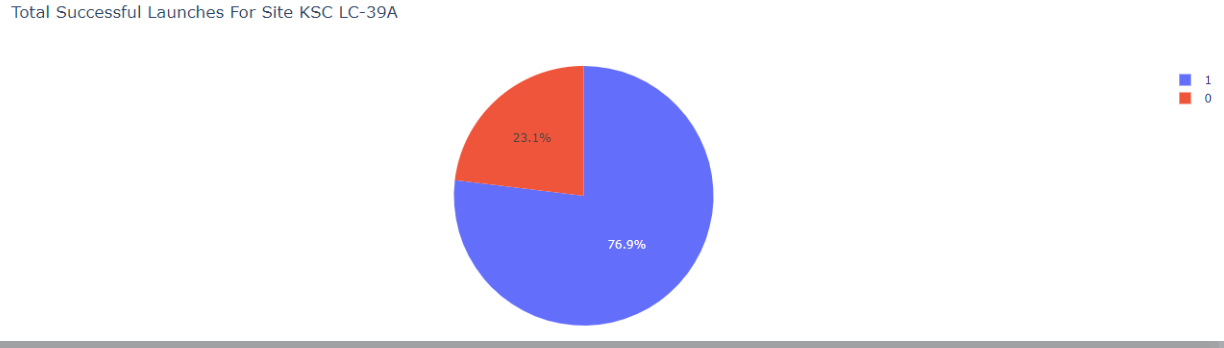 Total Successful Launches For Site KSC LC-39A
1
0
23.1%
76.9%